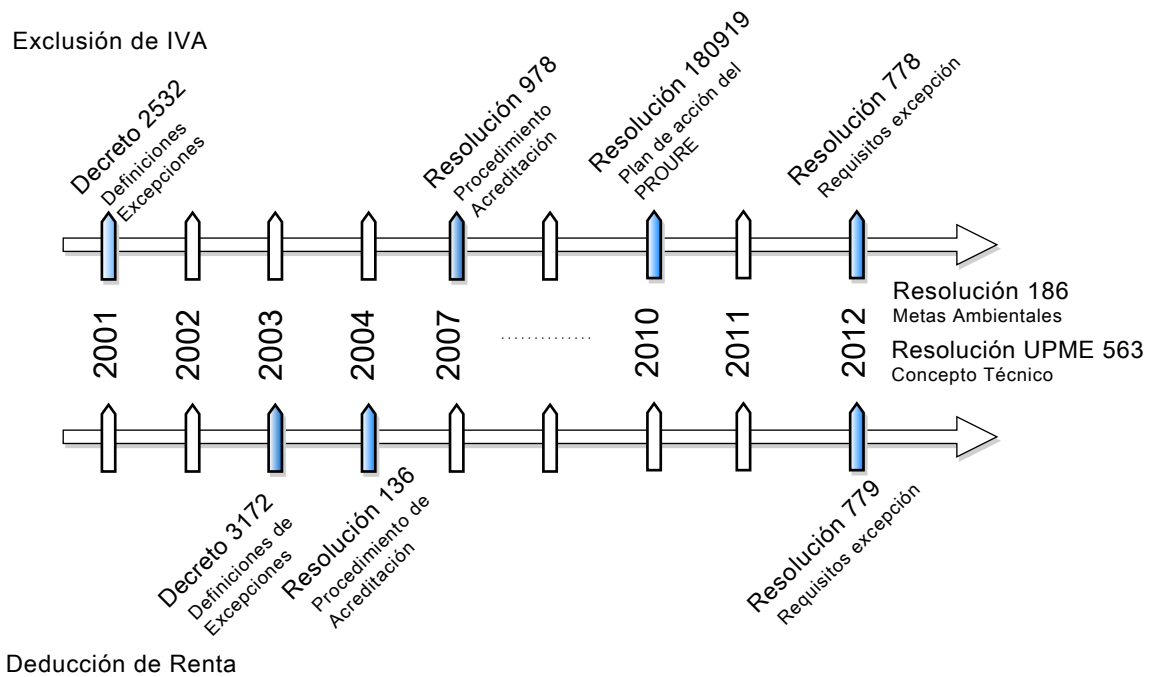 Exclusión de IVA
Decreto 2532
Definiciones
Excepciones
Resolución 978
Procedimiento
Acreditación
Resolución 180919
Plan de acción del
PROURE
Resolución 778
Requisitos excepción
2001
2002
2003
2004
2007
..............
2010
2011
2012
Resolución 186
Metas Ambientales
Resolución UPME 563
Concepto Técnico
Decreto 3172
Definiciones de
Excepciones
Resolución 136
Procedimiento de
Acreditación
Resolución 779
Requisitos excepción
Deducción de Renta